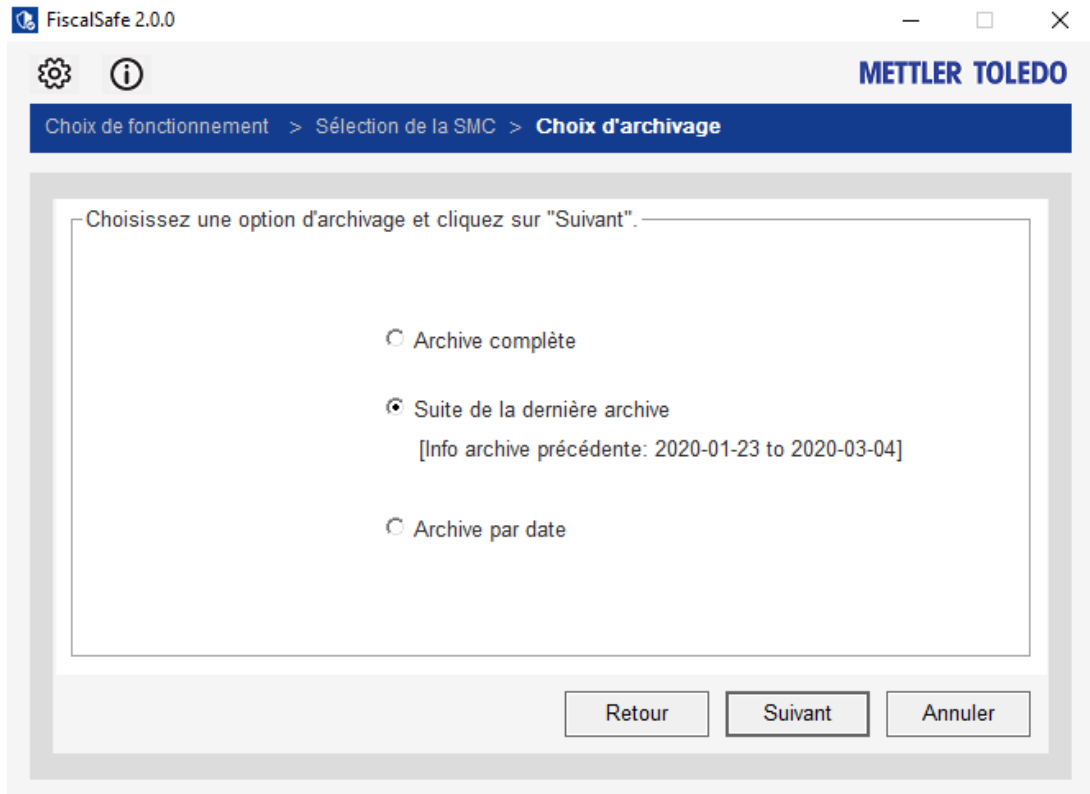 FiscalSafe 2.0.0
METTLER TOLEDO
Choix de fonctionnement > Sélection de la SMC > Choix d'archivage
Choisissez une option d'archivage et cliquez sur "Suivant".
Archive complète
Suite de la dernière archive
[Info archive précédente: 2020-01-23 to 2020-03-04]
Archive par date
Retour Suivant Annuler